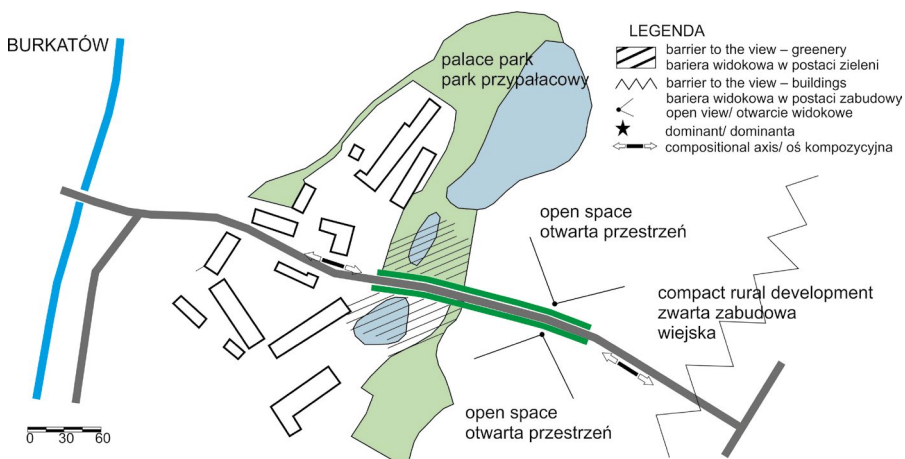 BURKATÓW
palace park
park przypałacowy
LEGENDA
barrier to the view – greenery
bariera widokowa w postaci zieleni
barrier to the view – buildings
bariera widokowa w postaci zabudowy
open view/ otwarcie widokowe
dominant/ dominanta
compositional axis/ oś kompozycyjna
open space
otwarta przestrzeń
compact rural development
zwarta zabudowa
wiejska
open space
otwarta przestrzeń
0 30 60